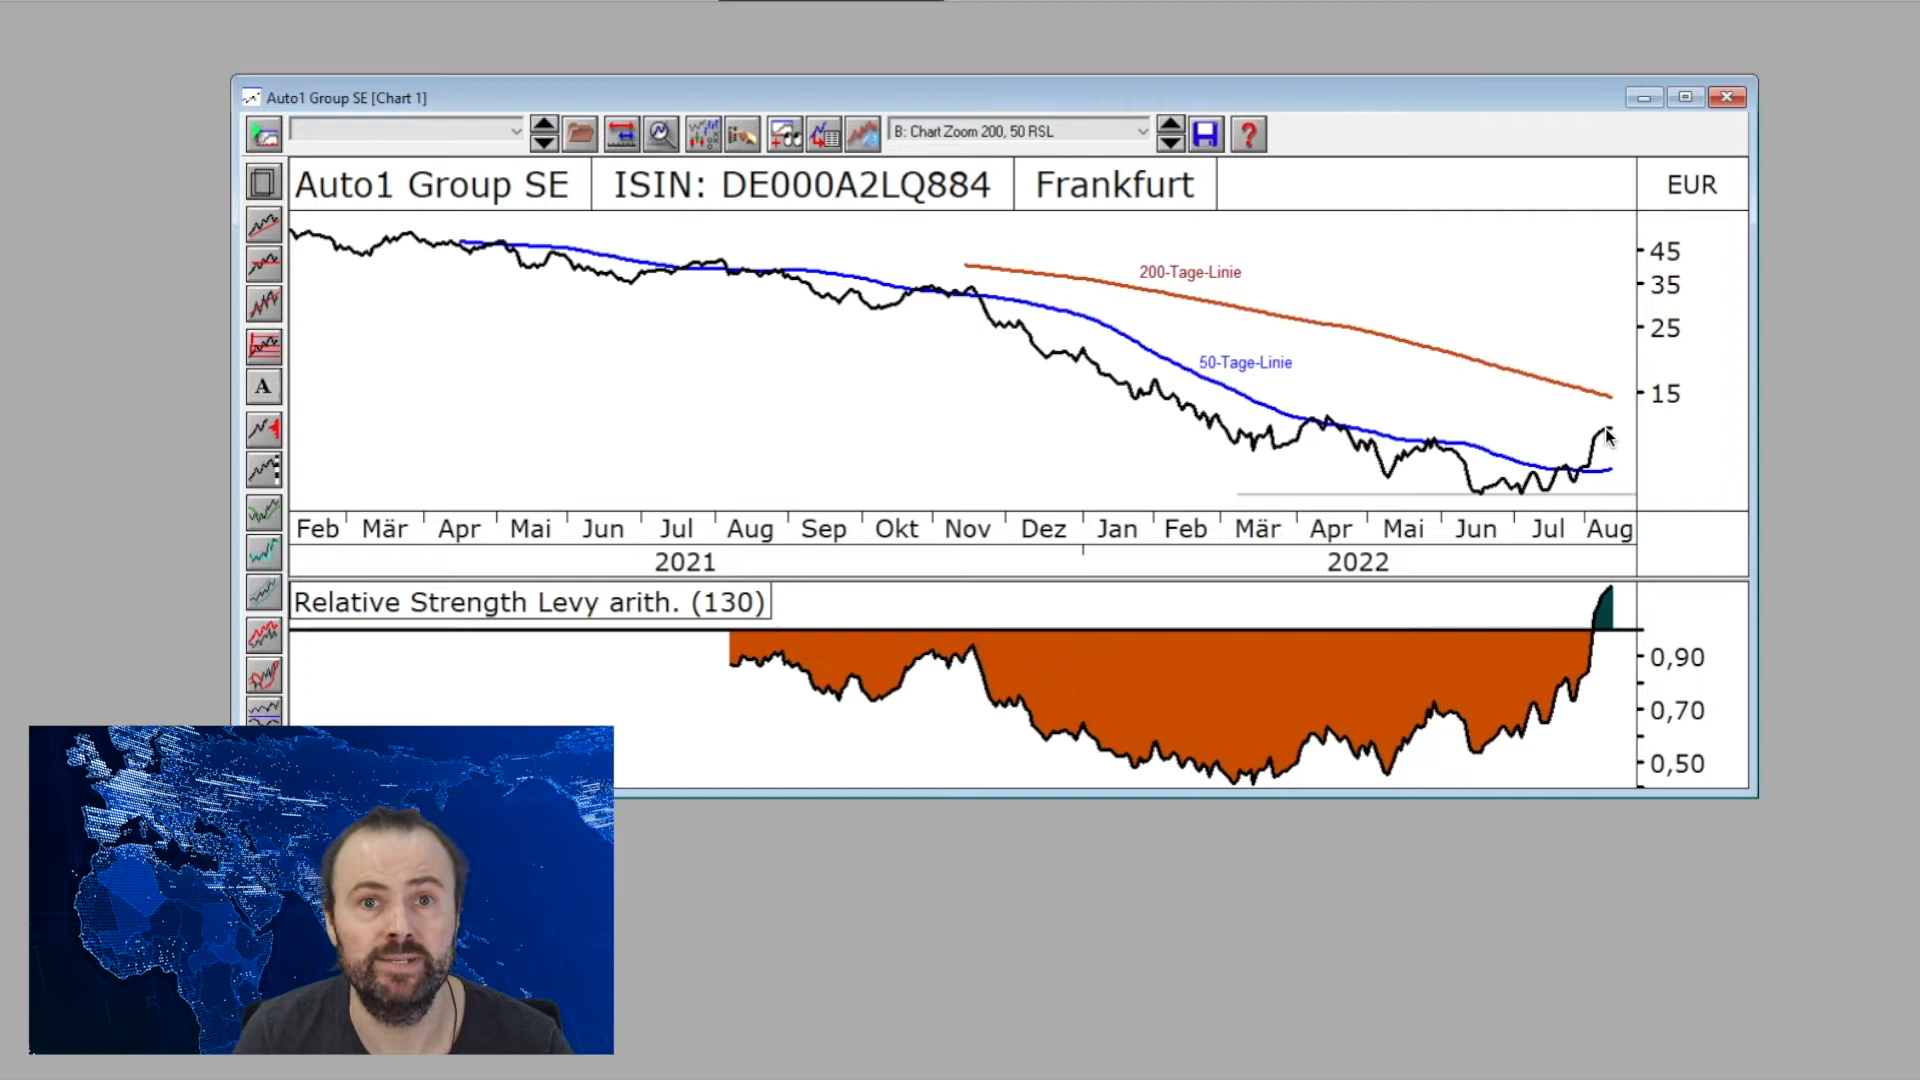 Auto1 Group SE [Chart 1]
B: Chart Zoom 200, 50 RSL
?
Auto1 Group SE ISIN: DE000A2LQ884 Frankfurt EUR
45
35
25
15
200-Tage-Linie
50-Tage-Linie
A
Feb Mär Apr Mai Jun Jul Aug Sep Okt Nov Dez Jan Feb Mär Apr Mai Jun Jul Aug
2021 2022
Relative Strength Levy arith. (130)
0,90
0,70
0,50